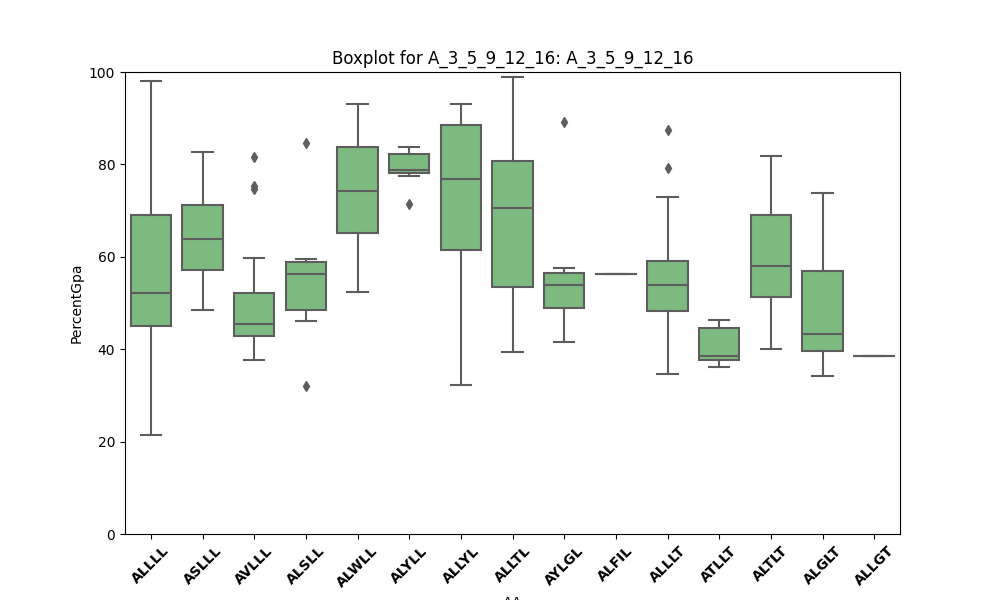 Boxplot for A_3_5_9_12_16: A_3_5_9_12_16
PercentGpa
100
80
60
40
20
0
ALLLL
ASLLL
AVLLL
ALSLL
ALWLL
ALYLL
ALLYL
ALLTL
AYLGL
ALFIL
ALLLT
ATLLT
ALTLT
ALGLT
ALLGT